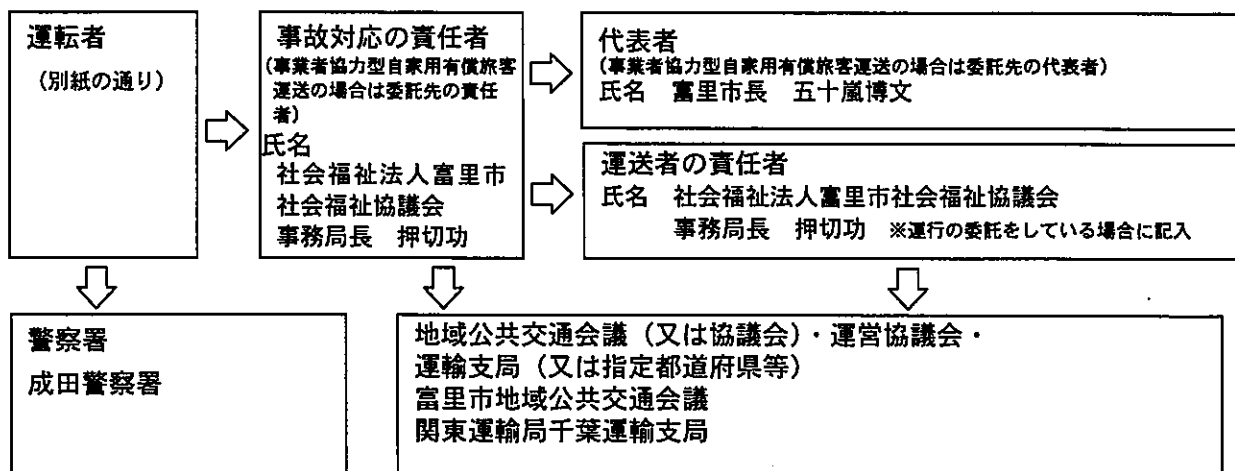 運転者
（別紙の通り）
事故対応の責任者
（事業者協力型自家用有償旅客
運送の場合は委託先の責任
者）
氏名
社会福祉法人富里市
社会福祉協議会
事務局長　押切功
代表者
（事業者協力型自家用有償旅客運送の場合は委託先の代表者）
氏名　富里市長　五十嵐博文
運送者の責任者
氏名　社会福祉法人富里市社会福祉協議会
事務局長　押切功　※運行の委託をしている場合に記入
警察署
成田警察署
地域公共交通会議（又は協議会）・運営協議会・
運輸支局（又は指定都道府県等）
富里市地域公共交通会議
関東運輸局千葉運輸支局